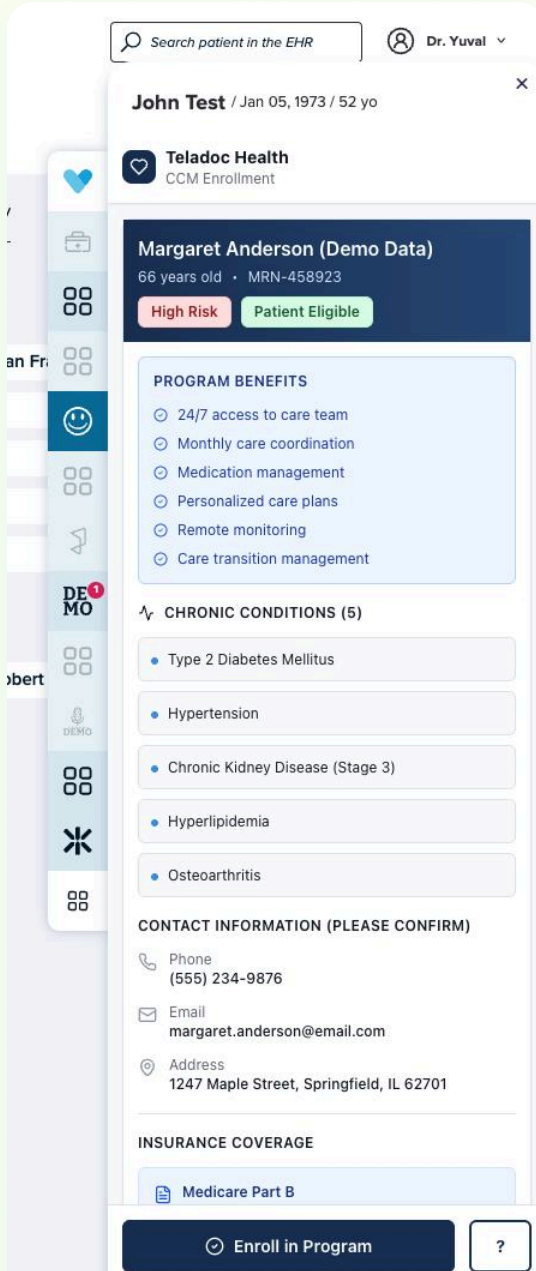 Search patient in the EHR
Dr. Yuval
John Test / Jan 05, 1973 / 52 yo
Teladoc Health
CCM Enrollment
Margaret Anderson (Demo Data)
66 years old • MRN-458923
High Risk
Patient Eligible
PROGRAM BENEFITS
24/7 access to care team
Monthly care coordination
Medication management
Personalized care plans
Remote monitoring
Care transition management
CHRONIC CONDITIONS (5)
Type 2 Diabetes Mellitus
Hypertension
Chronic Kidney Disease (Stage 3)
Hyperlipidemia
Osteoarthritis
CONTACT INFORMATION (PLEASE CONFIRM)
Phone
(555) 234-9876
Email
margaret.anderson@email.com
Address
1247 Maple Street, Springfield, IL 62701
INSURANCE COVERAGE
Medicare Part B
Enroll in Program
?
an Fr
obert
DE
MO
1
DEMO